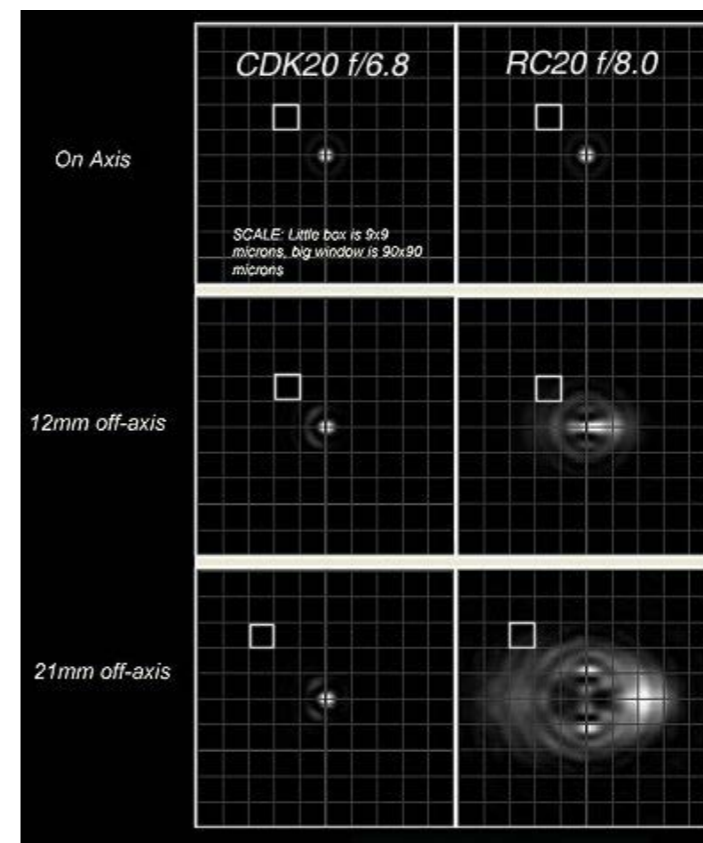 CDK20 f/6.8
RC20 f/8.0
On Axis
SCALE: Little box is 9x9
microns, big window is 90x90
microns
12mm off-axis
21mm off-axis